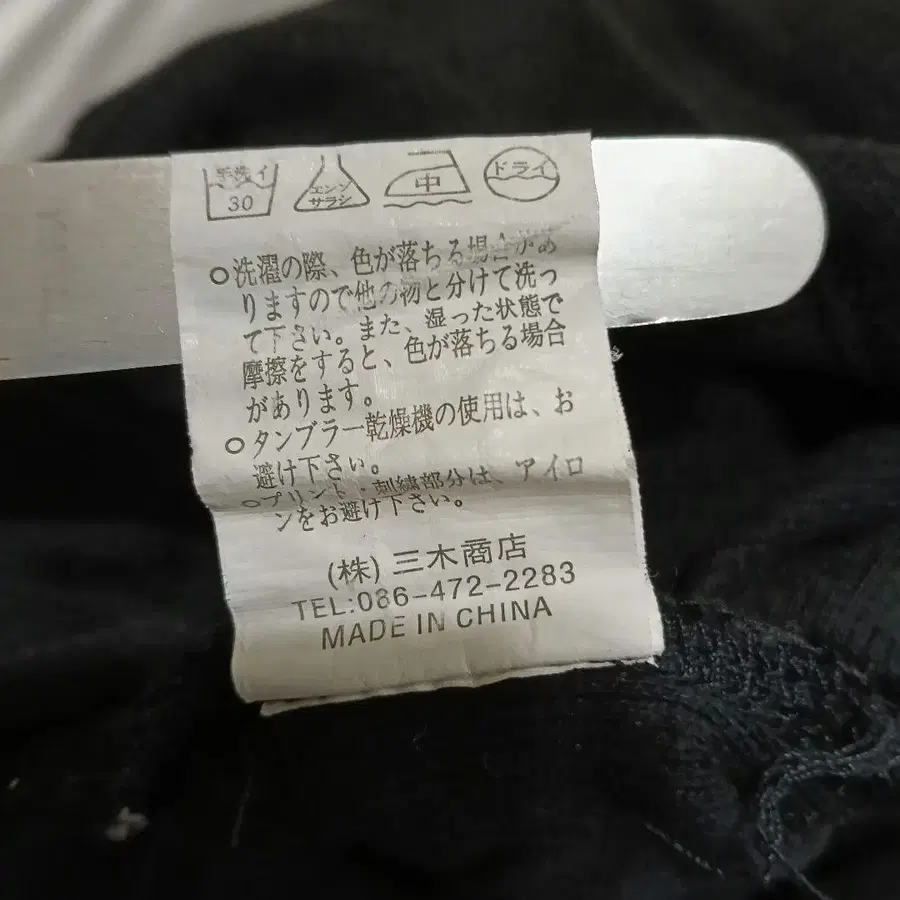 手洗イ
30
エンソ
サラシ
中
ドライ
○洗濯の際、色が落ちる場合があ
りますので他の物と分けて洗っ
て下さい。また、湿った状態で
摩擦をすると、色が落ちる場合
があります。
○タンブラー乾燥機の使用は、お
避け下さい。
○プリント・刺繍部分は、アイロ
ンをお避け下さい。
(株)三木商店
TEL:086-472-2283
MADE IN CHINA